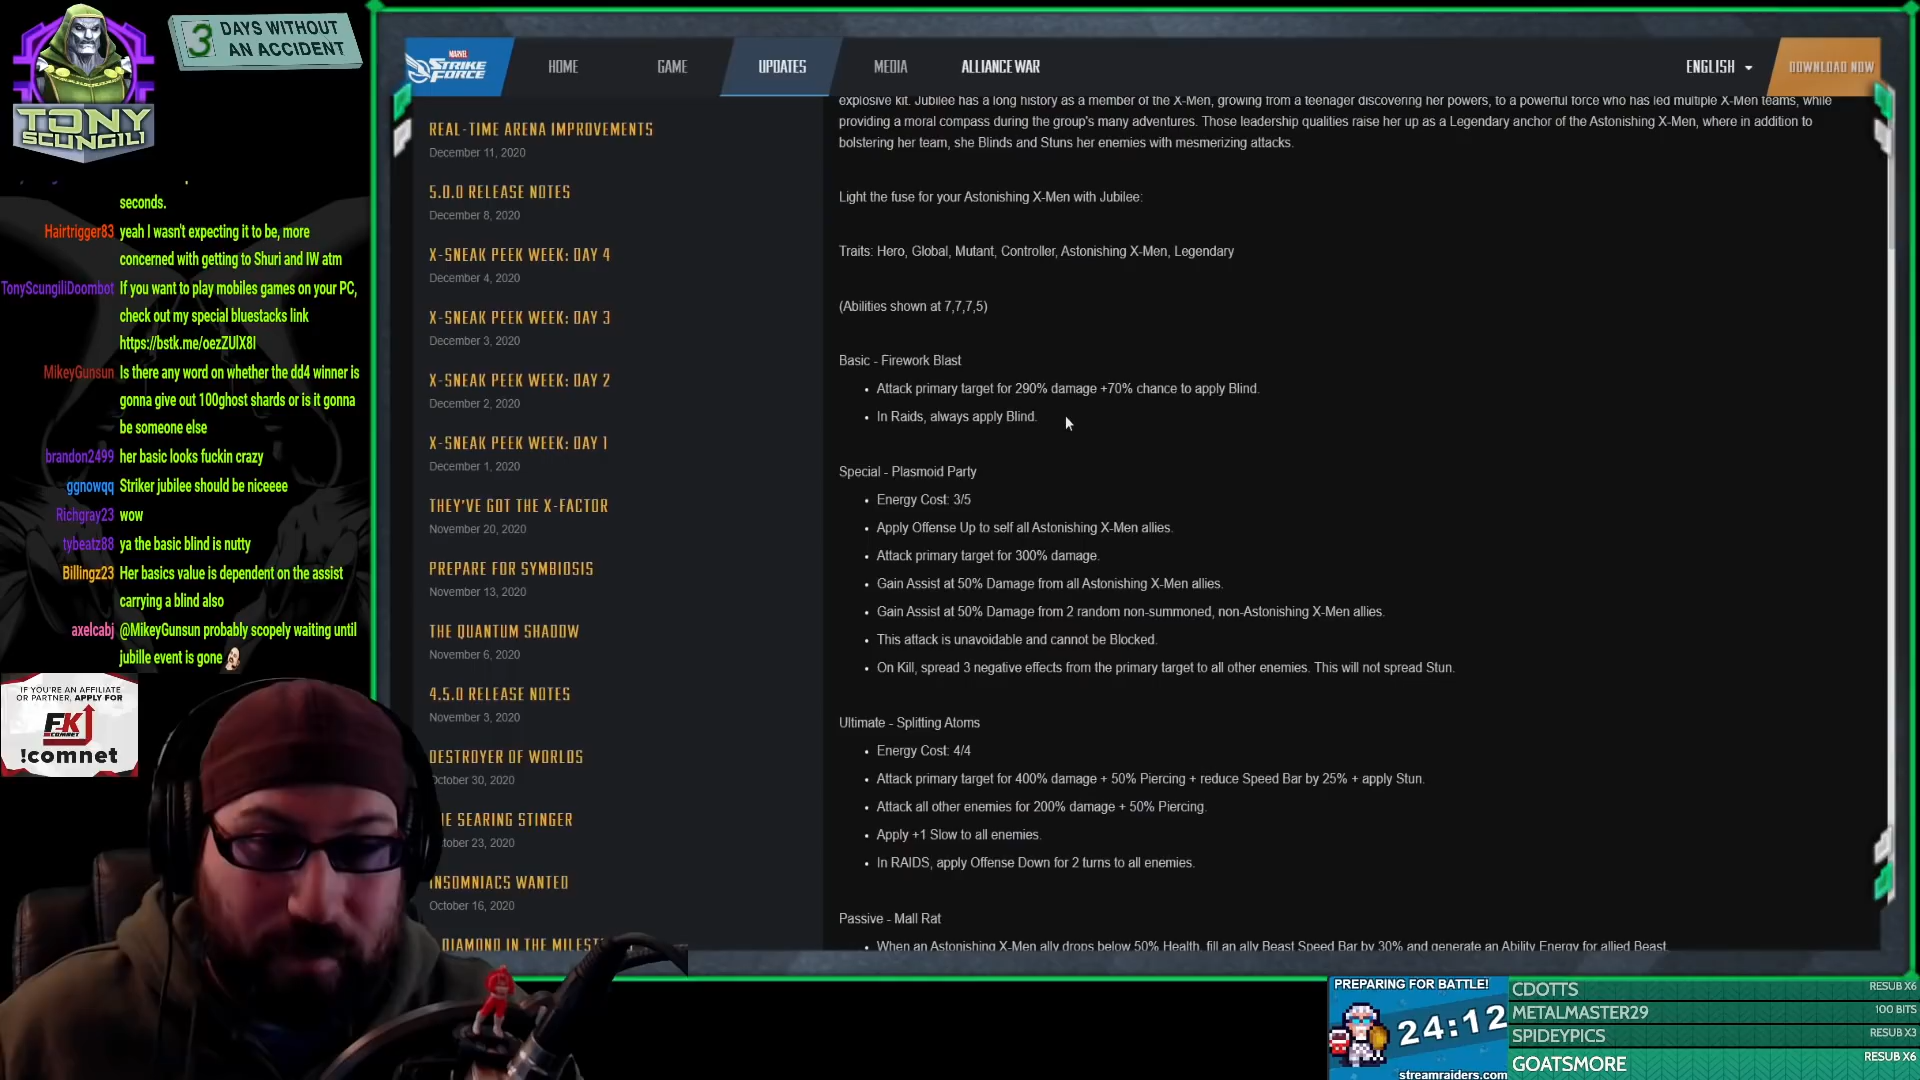 3 DAYS WITHOUT
AN ACCIDENT
TONY
SCUNGILI
MARVEL
STRIKE
FORCE
HOME
GAME
UPDATES
MEDIA
ALLIANCE WAR
ENGLISH
DOWNLOAD NOW
seconds.
Hairtrigger83 yeah I wasn't expecting it to be, more
concerned with getting to Shuri and IW atm
TonyScungiliDoombot If you want to play mobiles games on your PC,
check out my special bluestacks link
https://bstk.me/oezZUlX8I
MikeyGunsun Is there any word on whether the dd4 winner is
gonna give out 100ghost shards or is it gonna
be someone else
brandon2499 her basic looks fuckin crazy
ggnowqq Striker jubilee should be niceeee
Richgray23 wow
tybeatz88 ya the basic blind is nutty
Billingz23 Her basics value is dependent on the assist
carrying a blind also
axelcabj @MikeyGunsun probably scopely waiting until
jubille event is gone
IF YOU'RE AN AFFILIATE
OR PARTNER, APPLY FOR
FK
COMNET
!comnet
REAL-TIME ARENA IMPROVEMENTS
December 11, 2020
5.0.0 RELEASE NOTES
December 8, 2020
X-SNEAK PEEK WEEK: DAY 4
December 4, 2020
X-SNEAK PEEK WEEK: DAY 3
December 3, 2020
X-SNEAK PEEK WEEK: DAY 2
December 2, 2020
X-SNEAK PEEK WEEK: DAY 1
December 1, 2020
THEY'VE GOT THE X-FACTOR
November 20, 2020
PREPARE FOR SYMBIOSIS
November 13, 2020
THE QUANTUM SHADOW
November 6, 2020
4.5.0 RELEASE NOTES
November 3, 2020
DESTROYER OF WORLDS
October 30, 2020
SEARING STINGER
October 23, 2020
INSOMNIACS WANTED
October 16, 2020
DIAMOND IN THE
explosive kit. Jubilee has a long history as a member of the X-Men, growing from a teenager discovering her powers, to a powerful force who has led multiple X-Men teams, while
providing a moral compass during the group's many adventures. Those leadership qualities raise her up as a Legendary anchor of the Astonishing X-Men, where in addition to
bolstering her team, she Blinds and Stuns her enemies with mesmerizing attacks.
Light the fuse for your Astonishing X-Men with Jubilee:
Traits: Hero, Global, Mutant, Controller, Astonishing X-Men, Legendary
(Abilities shown at 7,7,7,5)
Basic - Firework Blast
• Attack primary target for 290% damage +70% chance to apply Blind.
• In Raids, always apply Blind.
Special - Plasmoid Party
• Energy Cost: 3/5
• Apply Offense Up to self all Astonishing X-Men allies.
• Attack primary target for 300% damage.
• Gain Assist at 50% Damage from all Astonishing X-Men allies.
• Gain Assist at 50% Damage from 2 random non-summoned, non-Astonishing X-Men allies.
• This attack is unavoidable and cannot be Blocked.
• On Kill, spread 3 negative effects from the primary target to all other enemies. This will not spread Stun.
Ultimate - Splitting Atoms
• Energy Cost: 4/4
• Attack primary target for 400% damage + 50% Piercing + reduce Speed Bar by 25% + apply Stun.
• Attack all other enemies for 200% damage + 50% Piercing.
• Apply +1 Slow to all enemies.
• In RAIDS, apply Offense Down for 2 turns to all enemies.
Passive - Mall Rat
• When an Astonishing X-Men ally drops below 50% Health, fill an ally Beast Speed Bar by 30% and generate an Ability Energy for allied Beast.
PREPARING FOR BATTLE!
24:12
streamraiders.com
CDOTTS RESUB X6
METALMASTER29 100 BITS
SPIDEYPICS RESUB X3
GOATSMORE RESUB X6